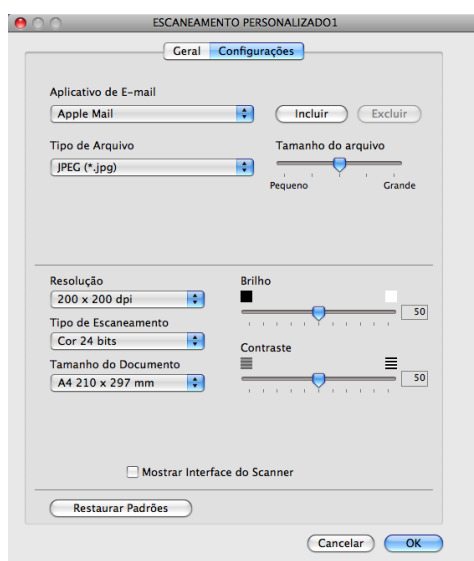 ESCANEAMENTO PERSONALIZADO1
Geral Configurações
Aplicativo de E-mail
Apple Mail Incluir Excluir
Tipo de Arquivo Tamanho do arquivo
JPEG (*.jpg)
Pequeno Grande
Resolução Brilho
200 x 200 dpi
50
Tipo de Escaneamento
Cor 24 bits
Contraste
Tamanho do Documento
A4 210 x 297 mm 50
Mostrar Interface do Scanner
Restaurar Padrões
Cancelar OK